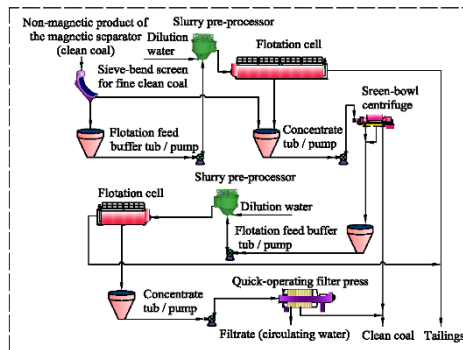 Non-magnetic product of
the magnetic separator
(clean coal)
Slurry pre-processor
Dilution
water
Flotation cell
Sieve-bend screen
for fine clean coal
Sreen-bowl
centrifuge
Flotation feed
buffer tub / pump
Concentrate
tub / pump
Slurry pre-processor
Flotation cell
Dilution water
Flotation feed buffer
tub / pump
Quick-operating filter press
Concentrate
tub / pump
Filtrate (circulating water)
Clean coal
Tailings